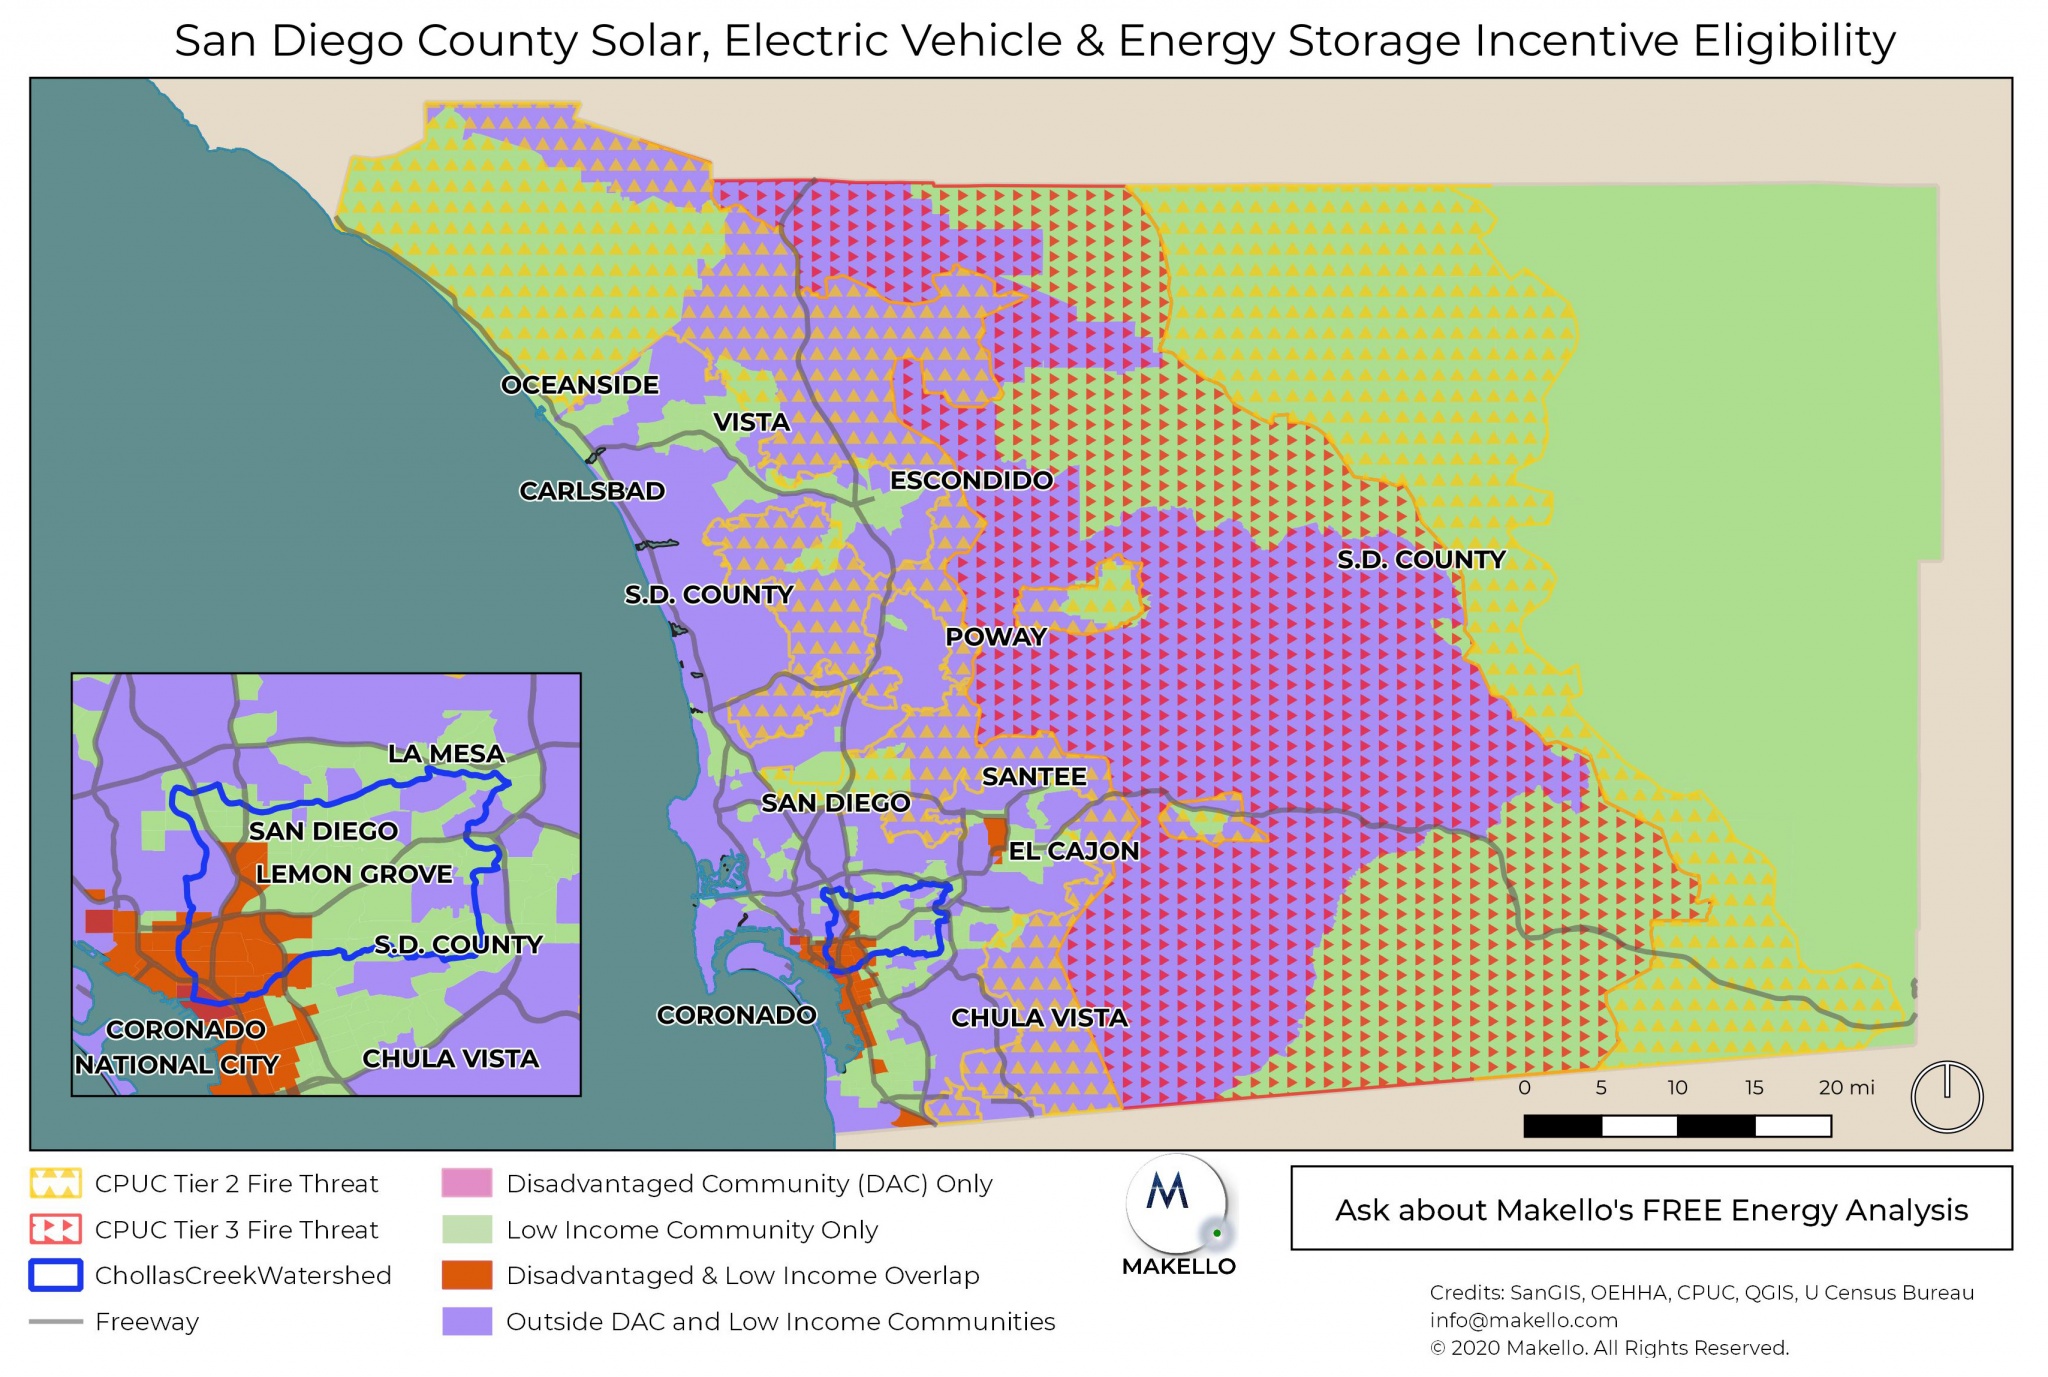 San Diego County Solar, Electric Vehicle & Energy Storage Incentive Eligibility
OCEANSIDE
VISTA
ESCONDIDO
CARLSBAD
S.D. COUNTY
S.D. COUNTY
POWAY
SANTEE
SAN DIEGO
EL CAJON
CORONADO
CHULA VISTA
LA MESA
SAN DIEGO
LEMON GROVE
S.D. COUNTY
CORONADO
NATIONAL CITY
CHULA VISTA
0 5 10 15 20 mi
CPUC Tier 2 Fire Threat
CPUC Tier 3 Fire Threat
ChollasCreekWatershed
Freeway
Disadvantaged Community (DAC) Only
Low Income Community Only
Disadvantaged & Low Income Overlap
Outside DAC and Low Income Communities
M
MAKELLO
Ask about Makello's FREE Energy Analysis
Credits: SanGIS, OEHHA, CPUC, QGIS, U Census Bureau
info@makello.com
© 2020 Makello. All Rights Reserved.